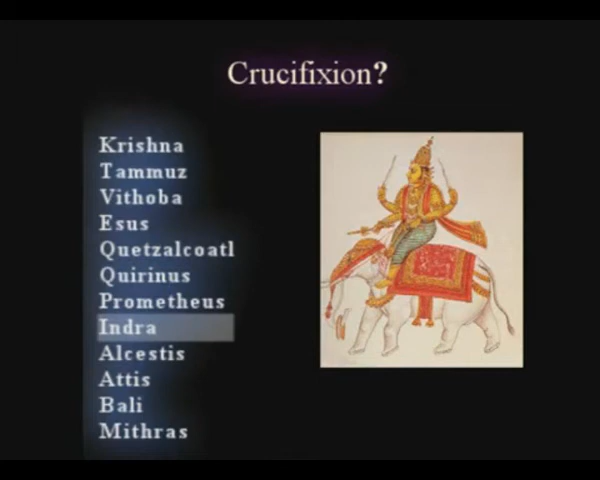 Crucifixion?
Krishna
Tammuz
Vithoba
Esus
Quetzalcoatl
Quirinus
Prometheus
Indra
Alcestis
Attis
Bali
Mithras